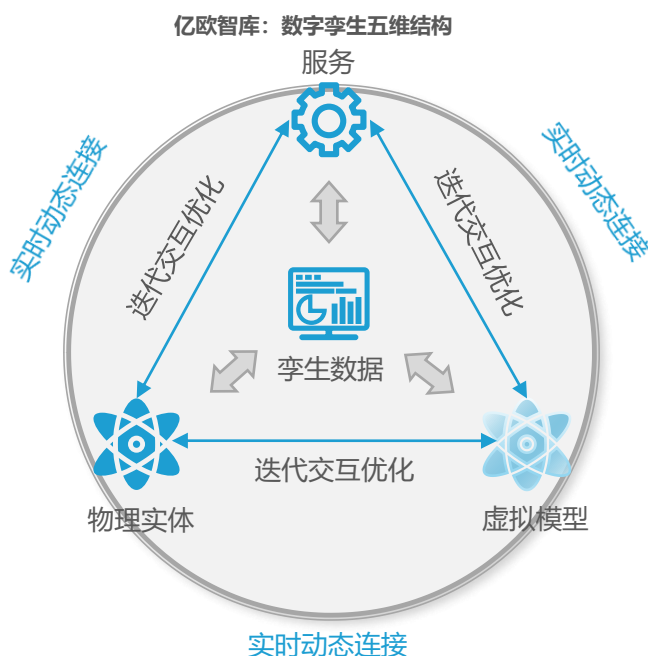 亿欧智库：数字孪生五维结构
服务
实时动态连接
实时动态连接
迭代交互优化
迭代交互优化
孪生数据
迭代交互优化
物理实体
虚拟模型
实时动态连接